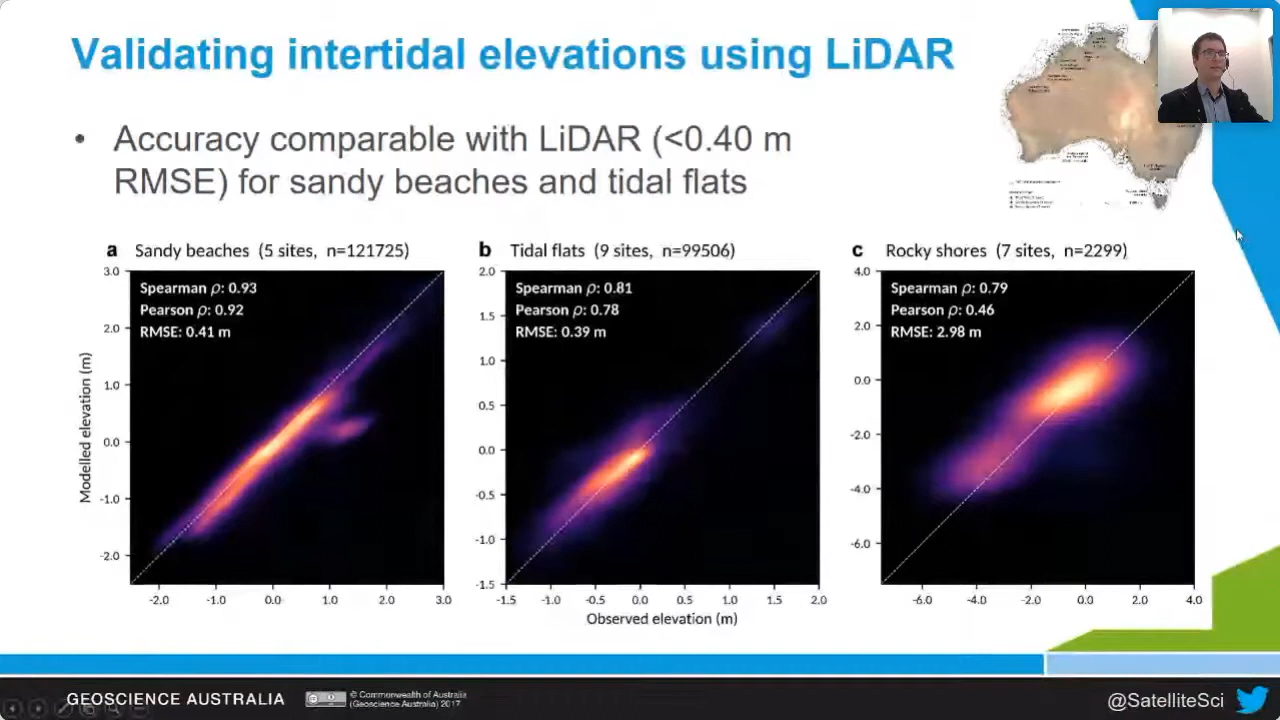 Validating intertidal elevations using LiDAR
• Accuracy comparable with LiDAR (<0.40 m
RMSE) for sandy beaches and tidal flats
a Sandy beaches (5 sites, n=121725)
Spearman ρ: 0.93
Pearson ρ: 0.92
RMSE: 0.41 m
3.0
2.0
1.0
0.0
-1.0
-2.0
Modelled elevation (m)
-2.0 -1.0 0.0 1.0 2.0 3.0
b Tidal flats (9 sites, n=99506)
Spearman ρ: 0.81
Pearson ρ: 0.78
RMSE: 0.39 m
2.0
1.5
1.0
0.5
0.0
-0.5
-1.0
-1.5
-1.5 -1.0 -0.5 0.0 0.5 1.0 1.5 2.0
Observed elevation (m)
c Rocky shores (7 sites, n=2299)
Spearman ρ: 0.79
Pearson ρ: 0.46
RMSE: 2.98 m
4.0
2.0
0.0
-2.0
-4.0
-6.0
-6.0 -4.0 -2.0 0.0 2.0 4.0
GEOSCIENCE AUSTRALIA
© Commonwealth of Australia
(Geoscience Australia) 2017
@SatelliteSci